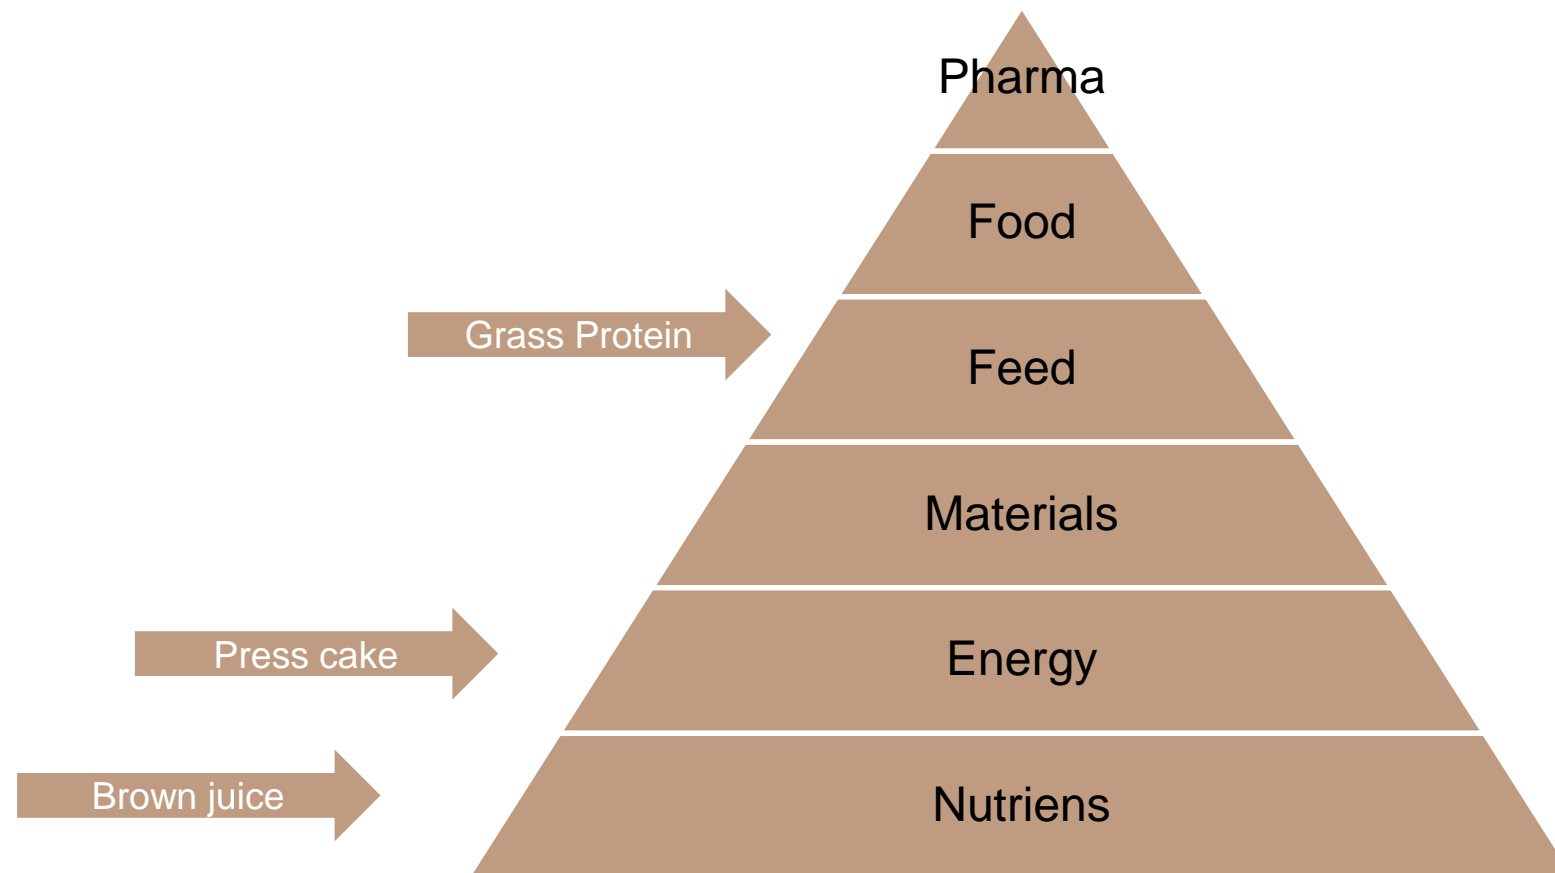 Pharma
Food
Grass Protein
Feed
Materials
Press cake
Energy
Brown juice
Nutriens